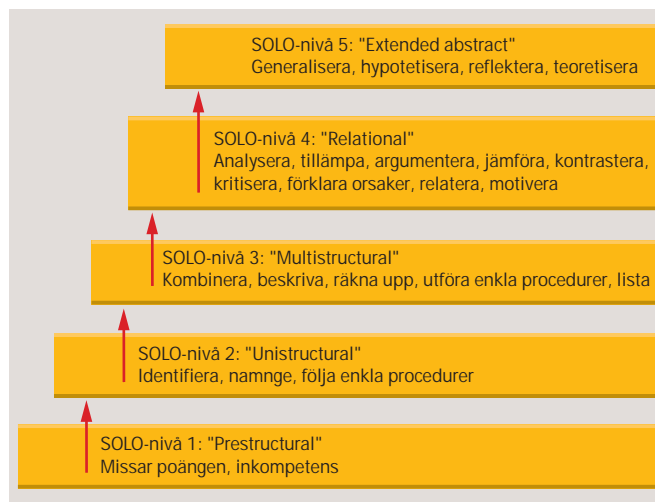 SOLO-nivå 5: "Extended abstract"
Generalisera, hypotetisera, reflektera, teoretisera
SOLO-nivå 4: "Relational"
Analysera, tillämpa, argumentera, jämföra, kontrastera,
kritisera, förklara orsaker, relatera, motivera
SOLO-nivå 3: "Multistructural"
Kombinera, beskriva, räkna upp, utföra enkla procedurer, lista
SOLO-nivå 2: "Unistructural"
Identifiera, namnge, följa enkla procedurer
SOLO-nivå 1: "Prestructural"
Missar poängen, inkompetens